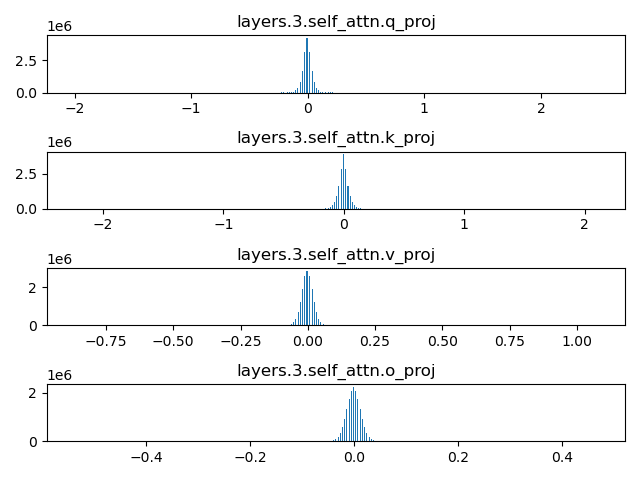 layers.3.self_attn.q_proj
1e6
2.5
0.0
−2 −1 0 1 2
layers.3.self_attn.k_proj
1e6
2.5
0.0
−2 −1 0 1 2
layers.3.self_attn.v_proj
1e6
2
0
−0.75 −0.50 −0.25 0.00 0.25 0.50 0.75 1.00
layers.3.self_attn.o_proj
1e6
2
0
−0.4 −0.2 0.0 0.2 0.4